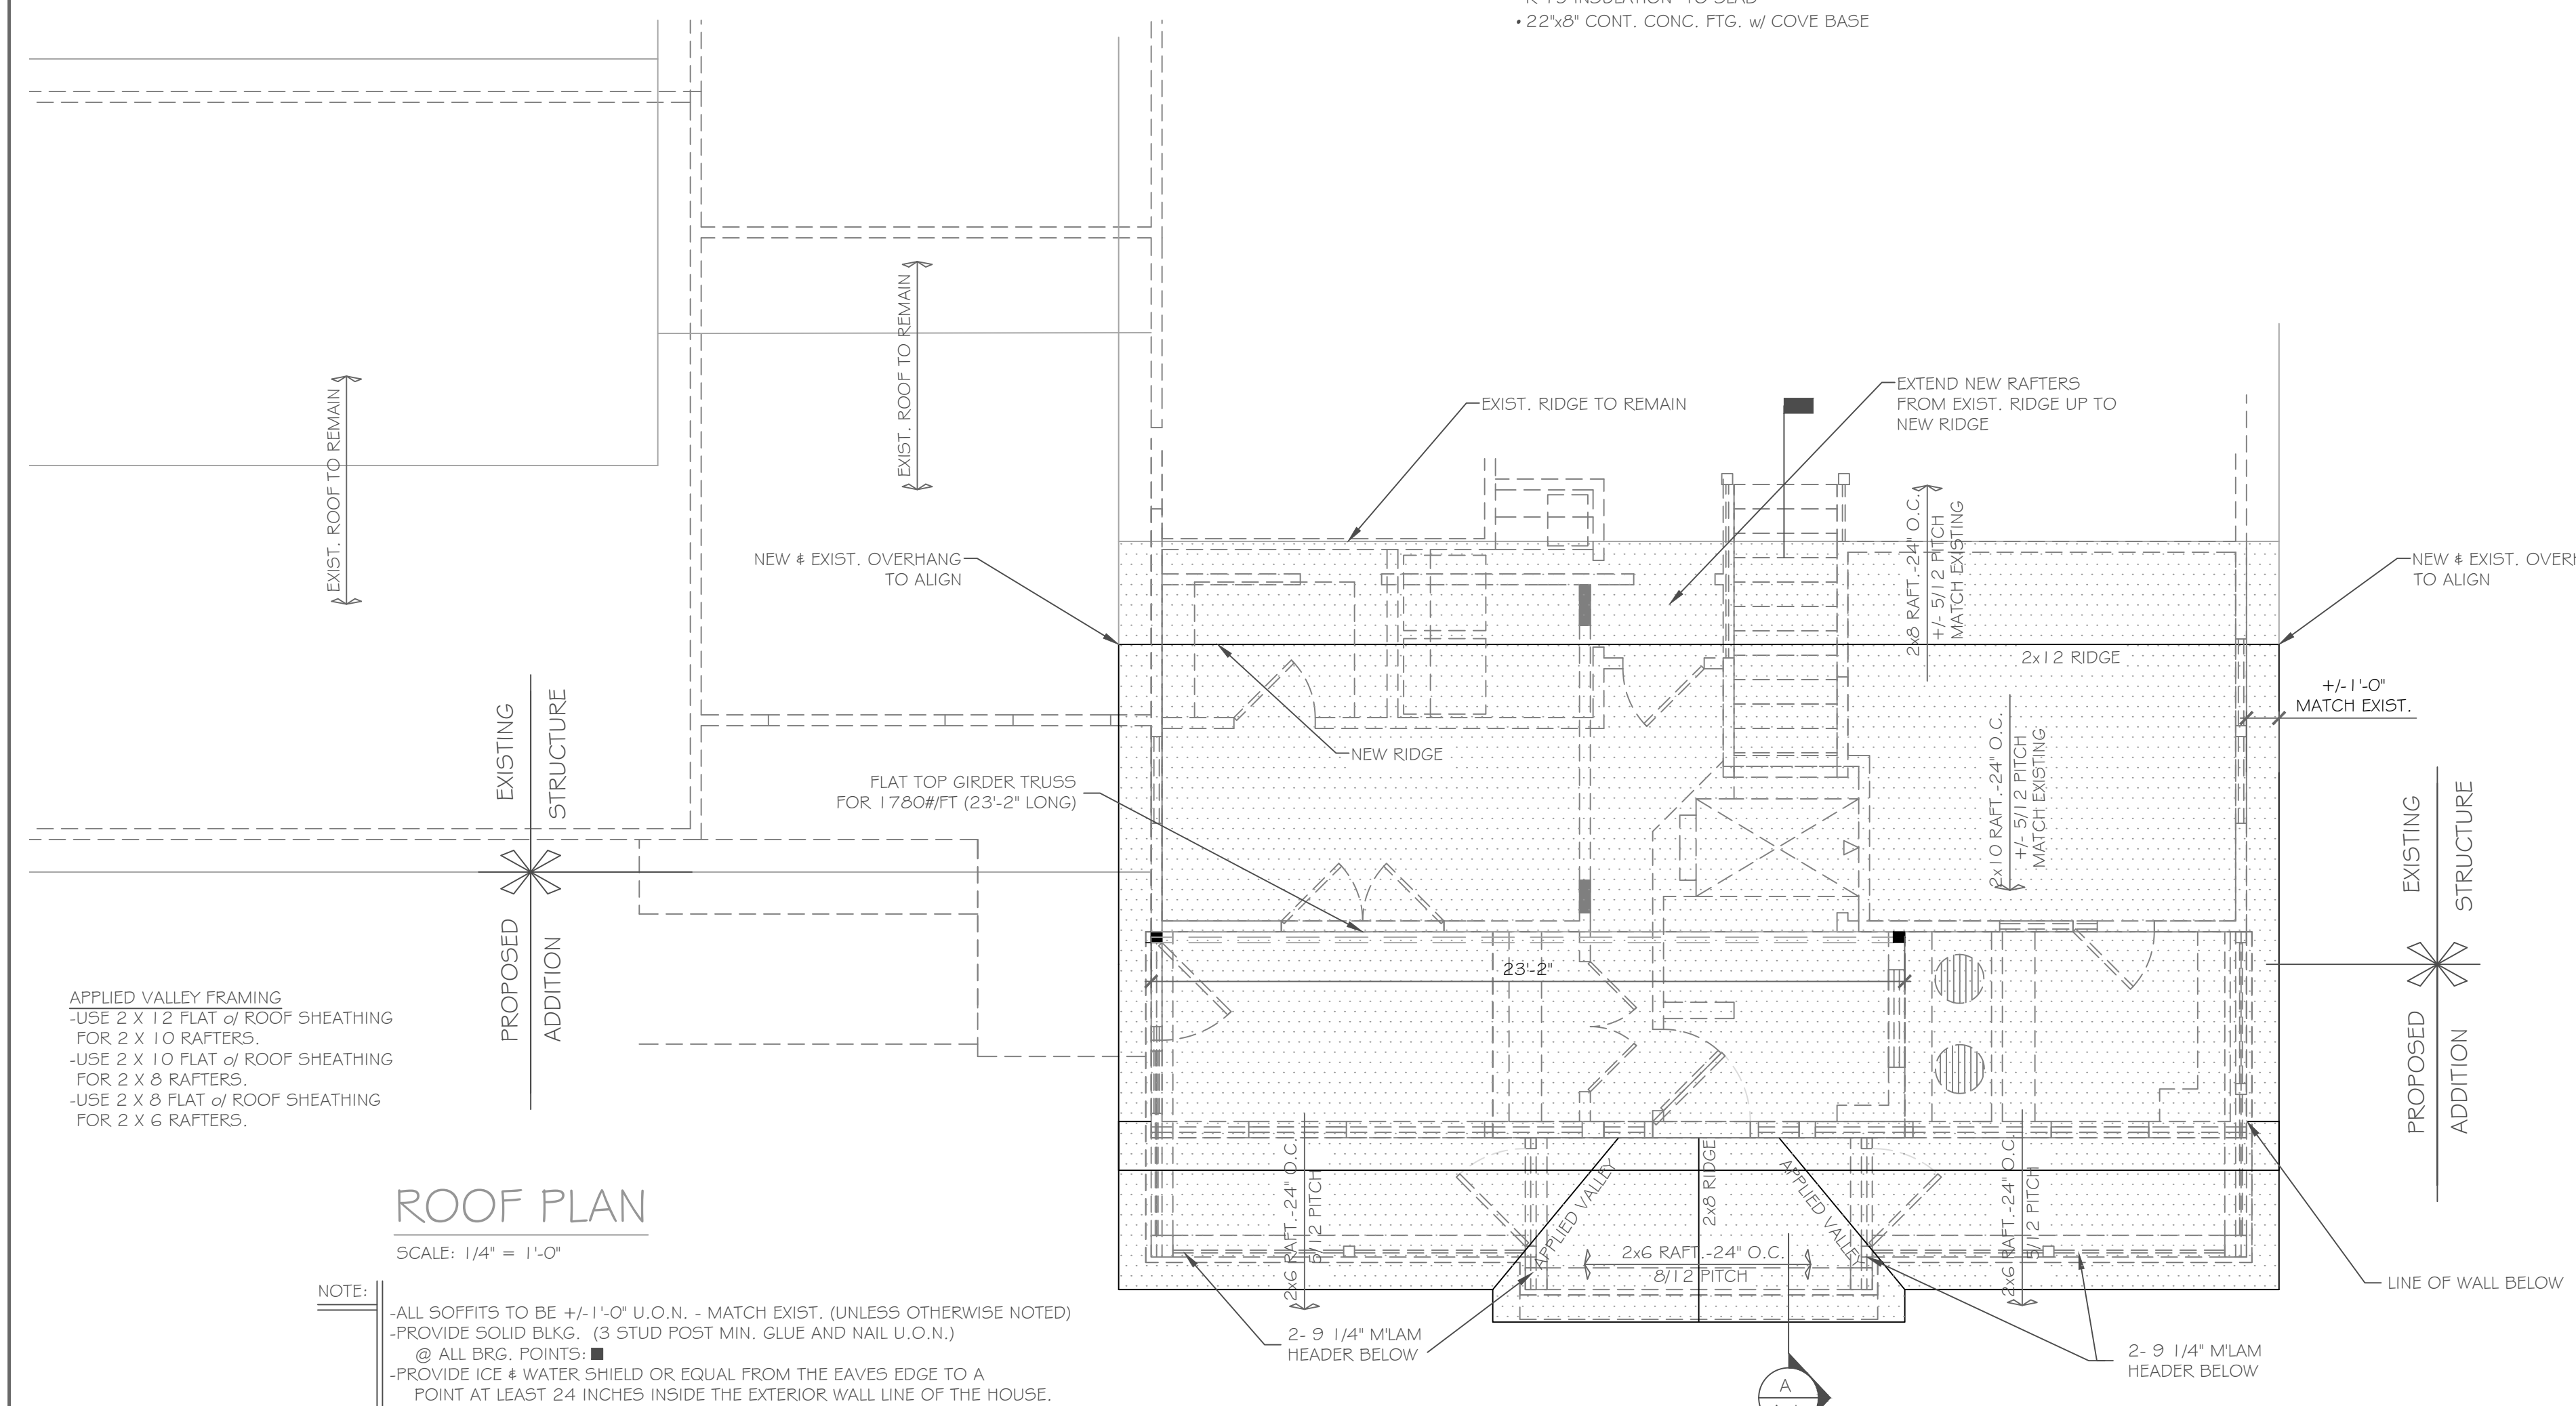 • 22"x8" CONT. CONC. FTG. w/ COVE BASE
EXIST. ROOF TO REMAIN
EXIST. ROOF TO REMAIN
EXIST. RIDGE TO REMAIN
EXTEND NEW RAFTERS
FROM EXIST. RIDGE UP TO
NEW RIDGE
NEW & EXIST. OVERHANG
TO ALIGN
2x8 RAFT.-24" O.C.
+/- 5/12 PITCH
MATCH EXISTING
NEW & EXIST.
TO ALIGN
2x12 RIDGE
+/-1'-0"
MATCH EXIST.
NEW RIDGE
2x10 RAFT.-24" O.C.
+/- 5/12 PITCH
MATCH EXISTING
FLAT TOP GIRDER TRUSS
FOR 1780#/FT (23'-2" LONG)
EXISTING
STRUCTURE
PROPOSED
ADDITION
EXISTING
STRUCTURE
PROPOSED
ADDITION
23'-2"
APPLIED VALLEY FRAMING
-USE 2 X 12 FLAT o/ ROOF SHEATHING
FOR 2 X 10 RAFTERS.
-USE 2 X 10 FLAT o/ ROOF SHEATHING
FOR 2 X 8 RAFTERS.
-USE 2 X 8 FLAT o/ ROOF SHEATHING
FOR 2 X 6 RAFTERS.
2x6 RAFT.-24" O.C.
5/12 PITCH
APPLIED VALLEY
2x8 RIDGE
APPLIED VALLEY
2x6 RAFT.-24" O.C.
5/12 PITCH
2x6 RAFT.-24" O.C.
8/12 PITCH
LINE OF WALL BELOW
2- 9 1/4" M'LAM
HEADER BELOW
2- 9 1/4" M'LAM
HEADER BELOW
A
ROOF PLAN
SCALE: 1/4" = 1'-0"
NOTE:
-ALL SOFFITS TO BE +/-1'-0" U.O.N. - MATCH EXIST. (UNLESS OTHERWISE NOTED)
-PROVIDE SOLID BLKG. (3 STUD POST MIN. GLUE AND NAIL U.O.N.)
@ ALL BRG. POINTS: ■
-PROVIDE ICE & WATER SHIELD OR EQUAL FROM THE EAVES EDGE TO A
POINT AT LEAST 24 INCHES INSIDE THE EXTERIOR WALL LINE OF THE HOUSE.